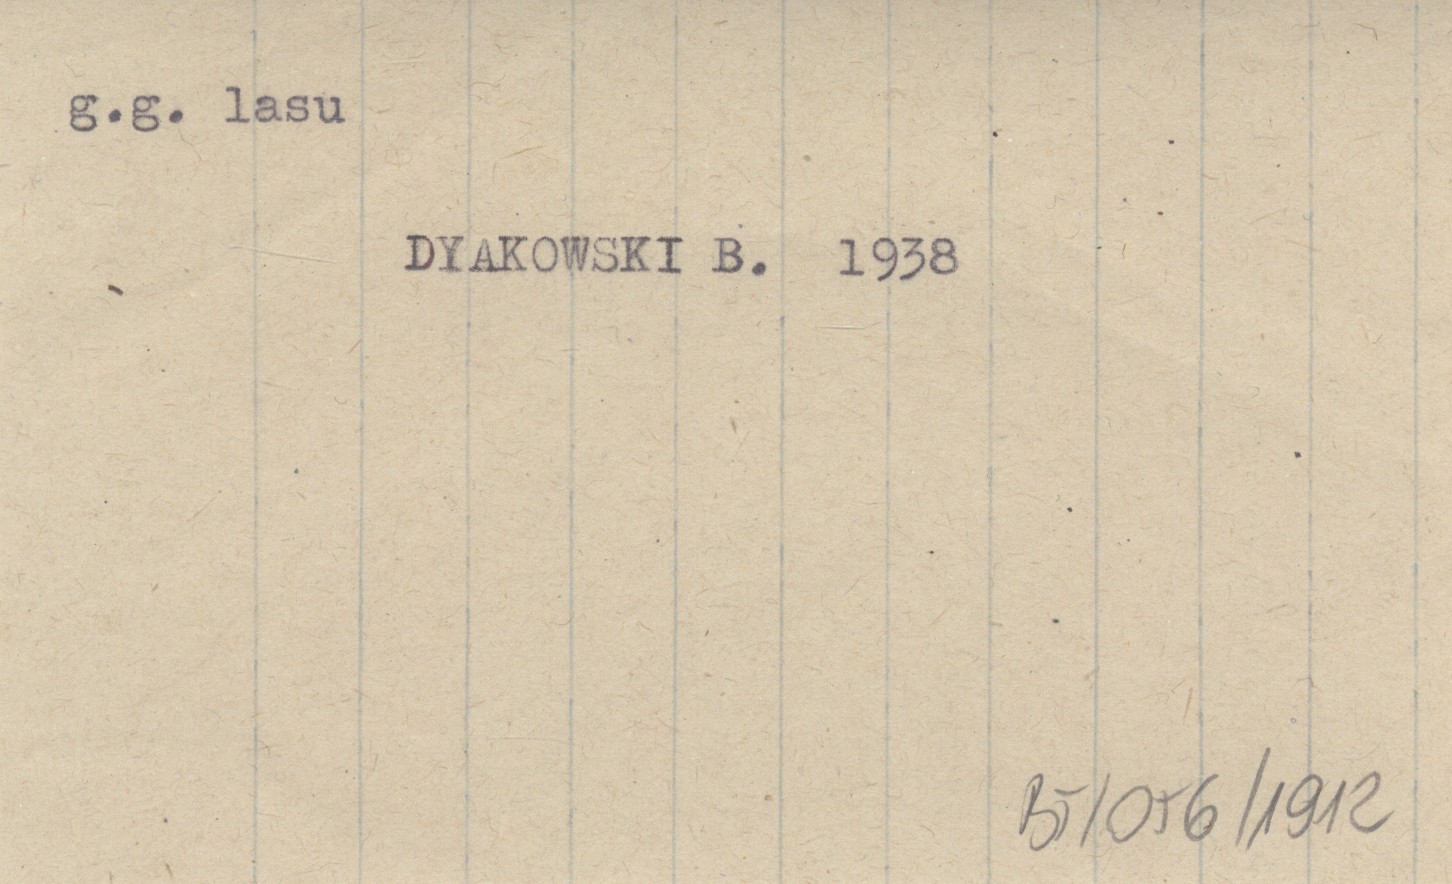 g.g. lasu
DYAKOWSKI B. 1938
B5/056/1912